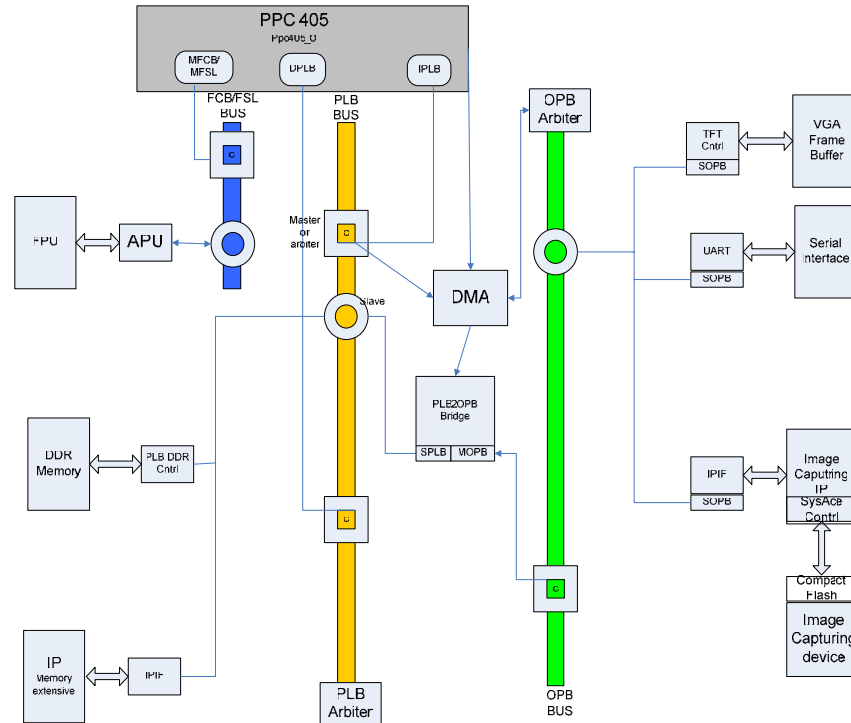 PPC 405
Ppc405_0
MFCB/
MFSL
DPLB
IPLB
FCB/FSL
BUS
PLB
BUS
OPB
Arbiter
TFT
Cntrl
SOPB
VGA
Frame
Buffer
C
Master
or
arbiter
C
FPU
APU
UART
SOPB
Serial
Interface
DMA
Slave
PLB2OPB
Bridge
SPLB
MOPB
DDR
Memory
PLB DDR
Cntrl
IPIF
SOPB
Image
Caputring
IP
SysAce
Contrl
C
C
Compact
Flash
Image
Capturing
device
IP
Memory
extensive
IPIF
PLB
Arbiter
OPB
BUS